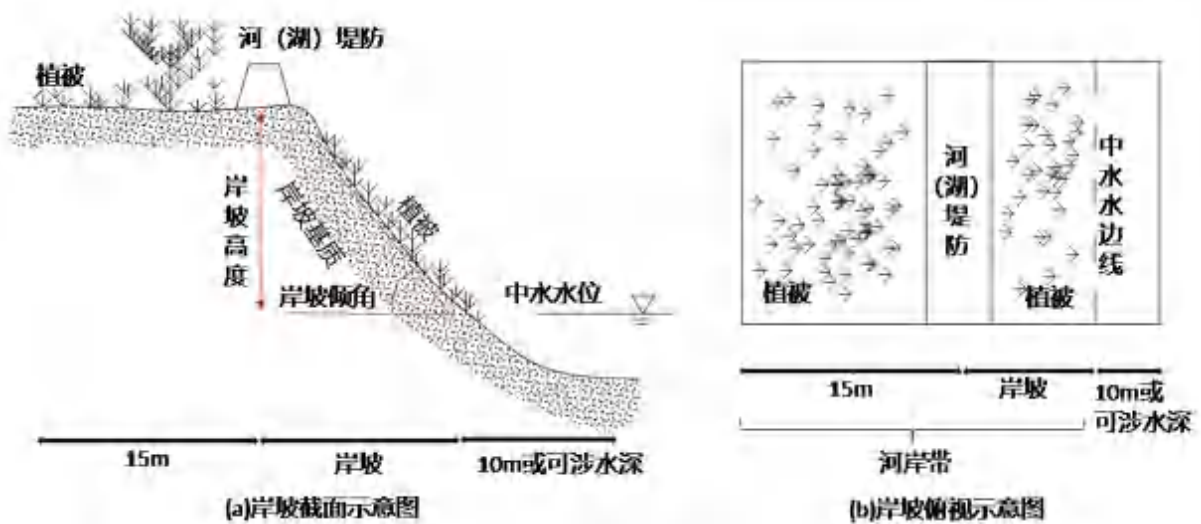 河（湖）堤防
植被
岸坡高度
岸坡基质
植被
岸坡倾角
中水水位
15m
岸坡
10m或可涉水深
(a)岸坡截面示意图
河(湖)堤防
中水水边线
植被
植被
15m
岸坡
10m或
可涉水深
河岸带
(b)岸坡俯视示意图